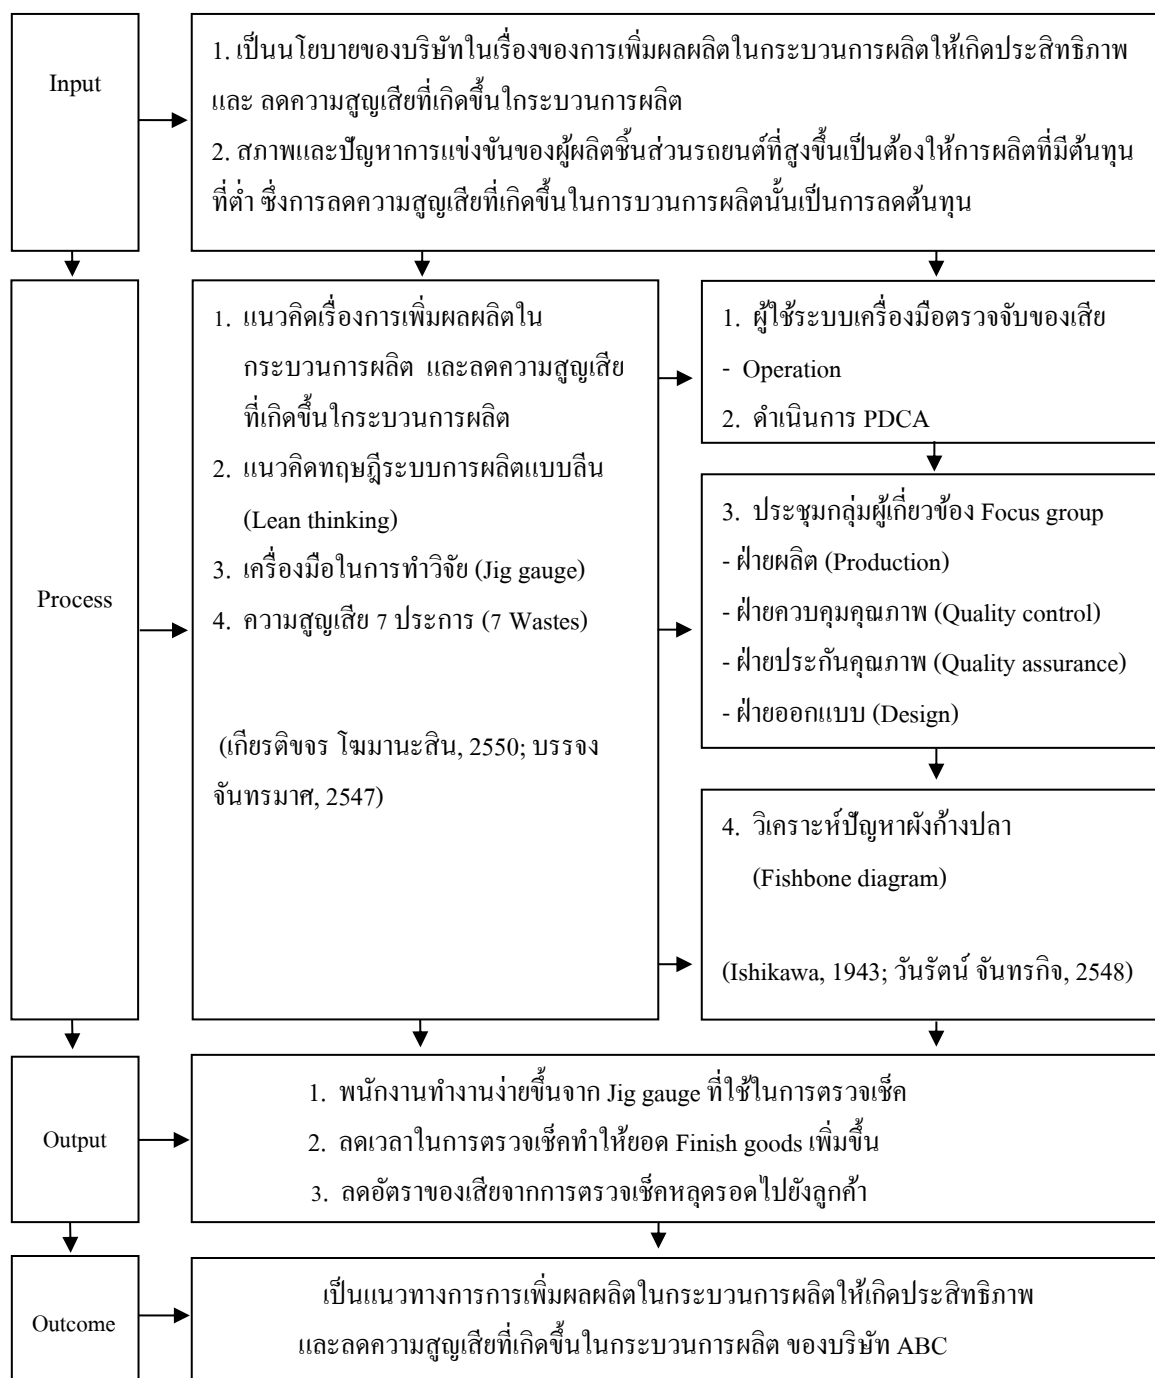 Input
1. เป็นนโยบายของบริษัทในเรื่องของการเพิ่มผลผลิตในกระบวนการผลิตให้เกิดประสิทธิภาพ
และ ลดความสูญเสียที่เกิดขึ้นใกระบวนการผลิต
2. สภาพและปัญหาการแข่งขันของผู้ผลิตชิ้นส่วนรถยนต์ที่สูงขึ้นเป็นต้องให้การผลิตที่มีต้นทุน
ที่ต่ำ ซึ่งการลดความสูญเสียที่เกิดขึ้นในการบวนการผลิตนั้นเป็นการลดต้นทุน
Process
1. แนวคิดเรื่องการเพิ่มผลผลิตใน
กระบวนการผลิต และลดความสูญเสีย
ที่เกิดขึ้นใกระบวนการผลิต
2. แนวคิดทฤษฎีระบบการผลิตแบบลีน
(Lean thinking)
3. เครื่องมือในการทำวิจัย (Jig gauge)
4. ความสูญเสีย 7 ประการ (7 Wastes)
(เกียรติขจร โฆมานะสิน, 2550; บรรจง
จันทรมาศ, 2547)
1. ผู้ใช้ระบบเครื่องมือตรวจจับของเสีย
- Operation
2. ดำเนินการ PDCA
3. ประชุมกลุ่มผู้เกี่ยวข้อง Focus group
- ฝ่ายผลิต (Production)
- ฝ่ายควบคุมคุณภาพ (Quality control)
- ฝ่ายประกันคุณภาพ (Quality assurance)
- ฝ่ายออกแบบ (Design)
4. วิเคราะห์ปัญหาผังก้างปลา
(Fishbone diagram)
(Ishikawa, 1943; วันรัตน์ จันทรกิจ, 2548)
Output
1. พนักงานทำงานง่ายขึ้นจาก Jig gauge ที่ใช้ในการตรวจเช็ค
2. ลดเวลาในการตรวจเช็คทำให้ยอด Finish goods เพิ่มขึ้น
3. ลดอัตราของเสียจากการตรวจเช็คหลุดรอดไปยังลูกค้า
Outcome
เป็นแนวทางการการเพิ่มผลผลิตในกระบวนการผลิตให้เกิดประสิทธิภาพ
และลดความสูญเสียที่เกิดขึ้นในกระบวนการผลิต ของบริษัท ABC